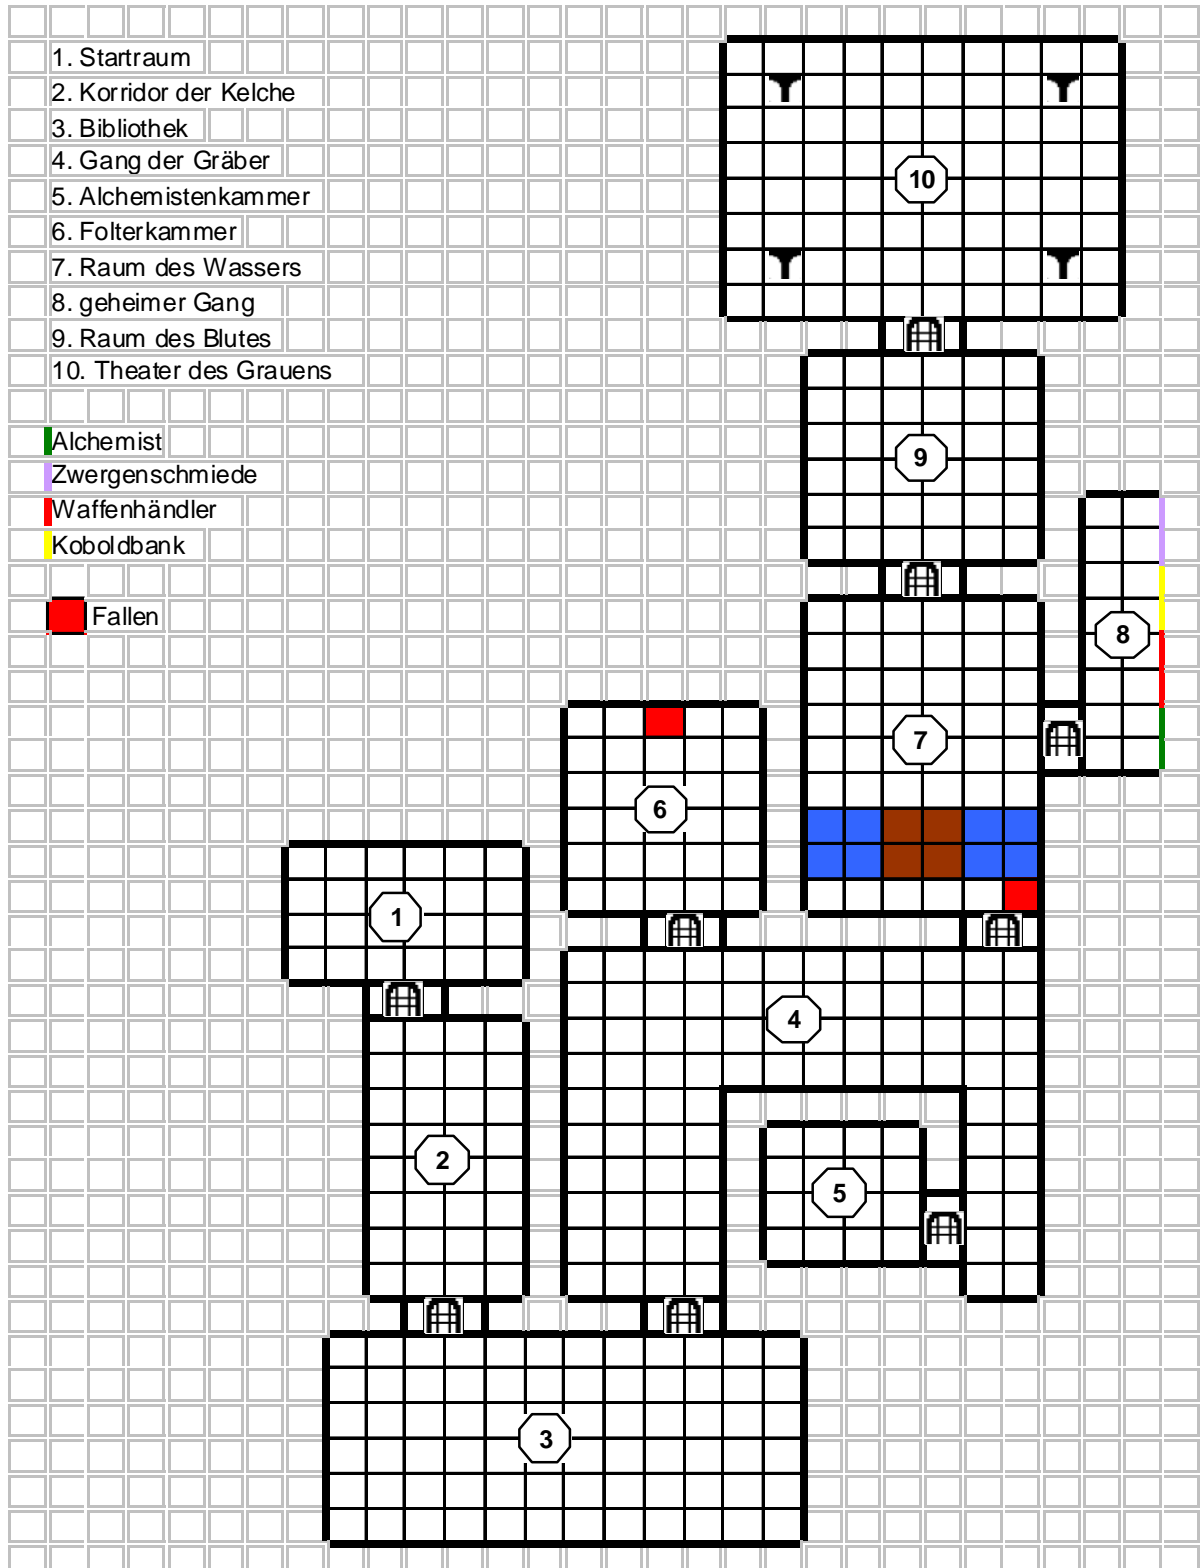 1. Startraum
2. Korridor der Kelche
3. Bibliothek
4. Gang der Gräber
5. Alchemistenkammer
6. Folterkammer
7. Raum des Wassers
8. geheimer Gang
9. Raum des Blutes
10. Theater des Grauens
Alchemist
Zwergenschmiede
Waffenhändler
Koboldbank
Fallen
10
9
8
7
6
1
4
2
5
3